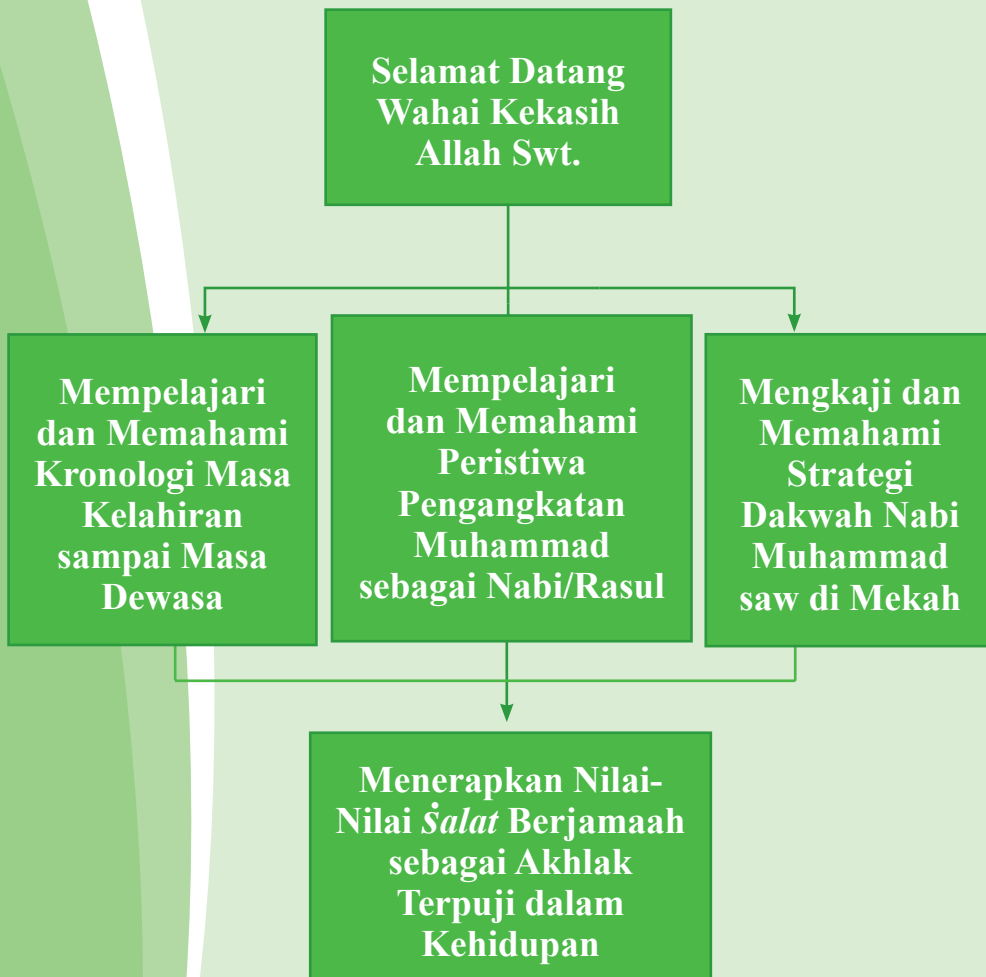 Selamat Datang
Wahai Kekasih
Allah Swt.
Mempelajari
dan Memahami
Kronologi Masa
Kelahiran
sampai Masa
Dewasa
Mempelajari
dan Memahami
Peristiwa
Pengangkatan
Muhammad
sebagai Nabi/Rasul
Mengkaji dan
Memahami
Strategi
Dakwah Nabi
Muhammad
saw di Mekah
Menerapkan Nilai-
Nilai Ṡalat Berjamaah
sebagai Akhlak
Terpuji dalam
Kehidupan